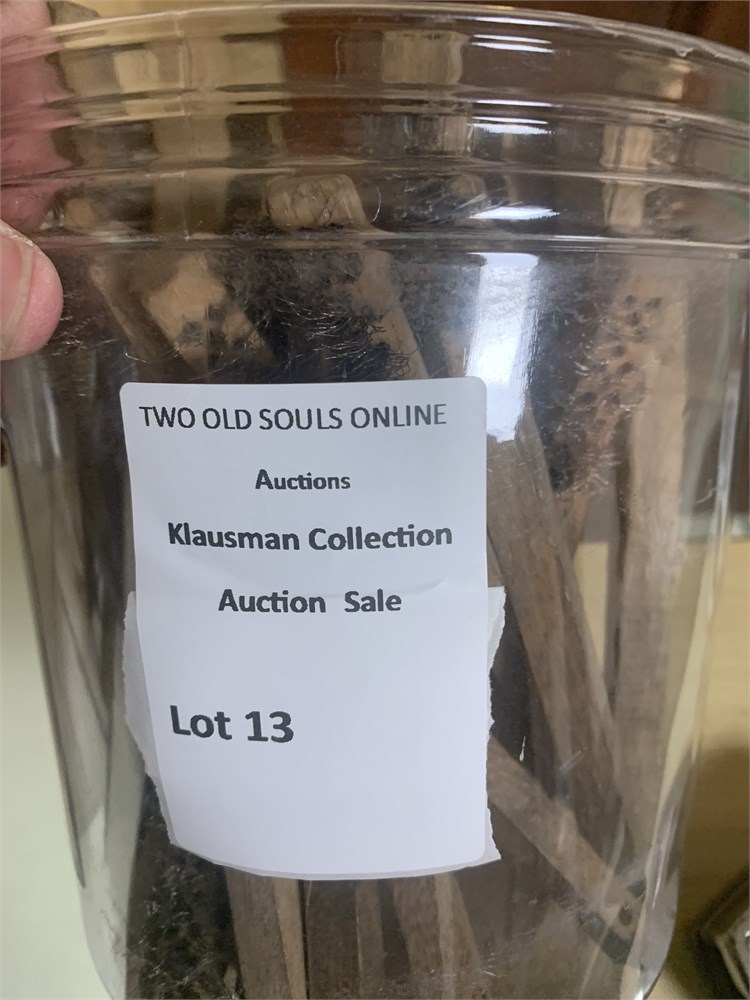 TWO OLD SOULS ONLINE
Auctions
Klausman Collection
Auction Sale
Lot 13